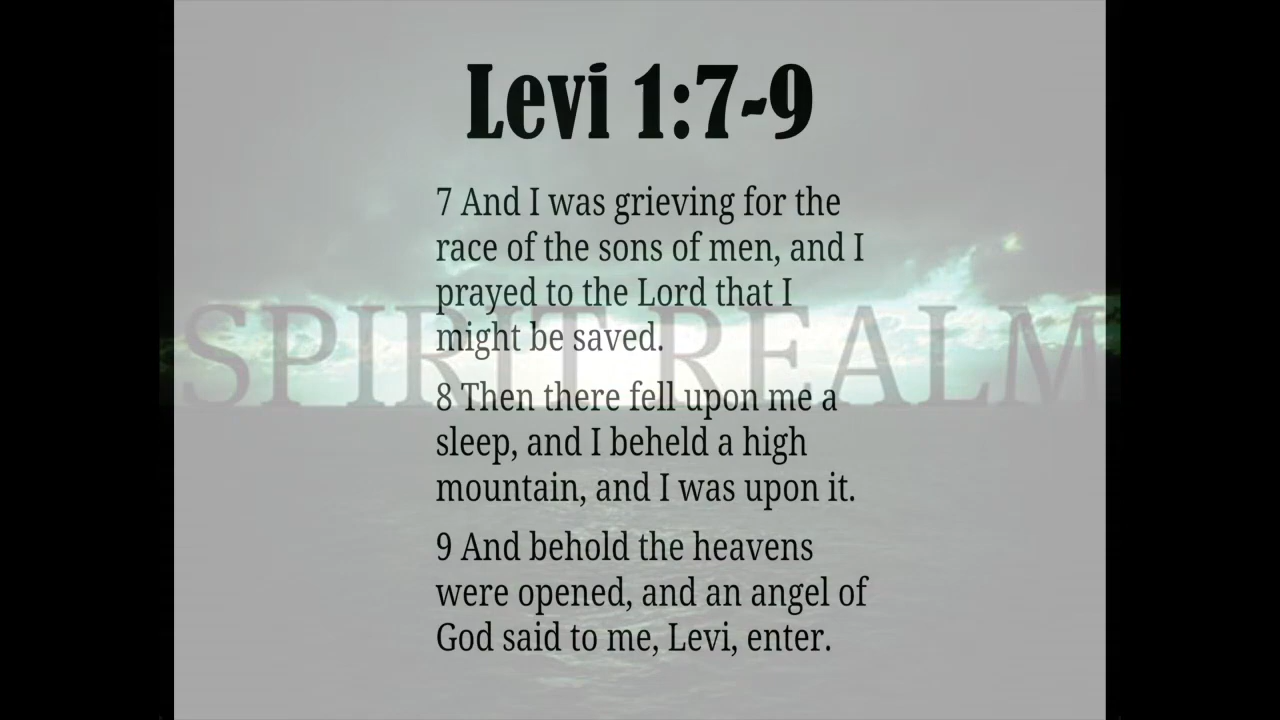 Levi 1:7-9
7 And I was grieving for the
race of the sons of men, and I
prayed to the Lord that I
might be saved.
SPIRIT REALM
8 Then there fell upon me a
sleep, and I beheld a high
mountain, and I was upon it.
9 And behold the heavens
were opened, and an angel of
God said to me, Levi, enter.